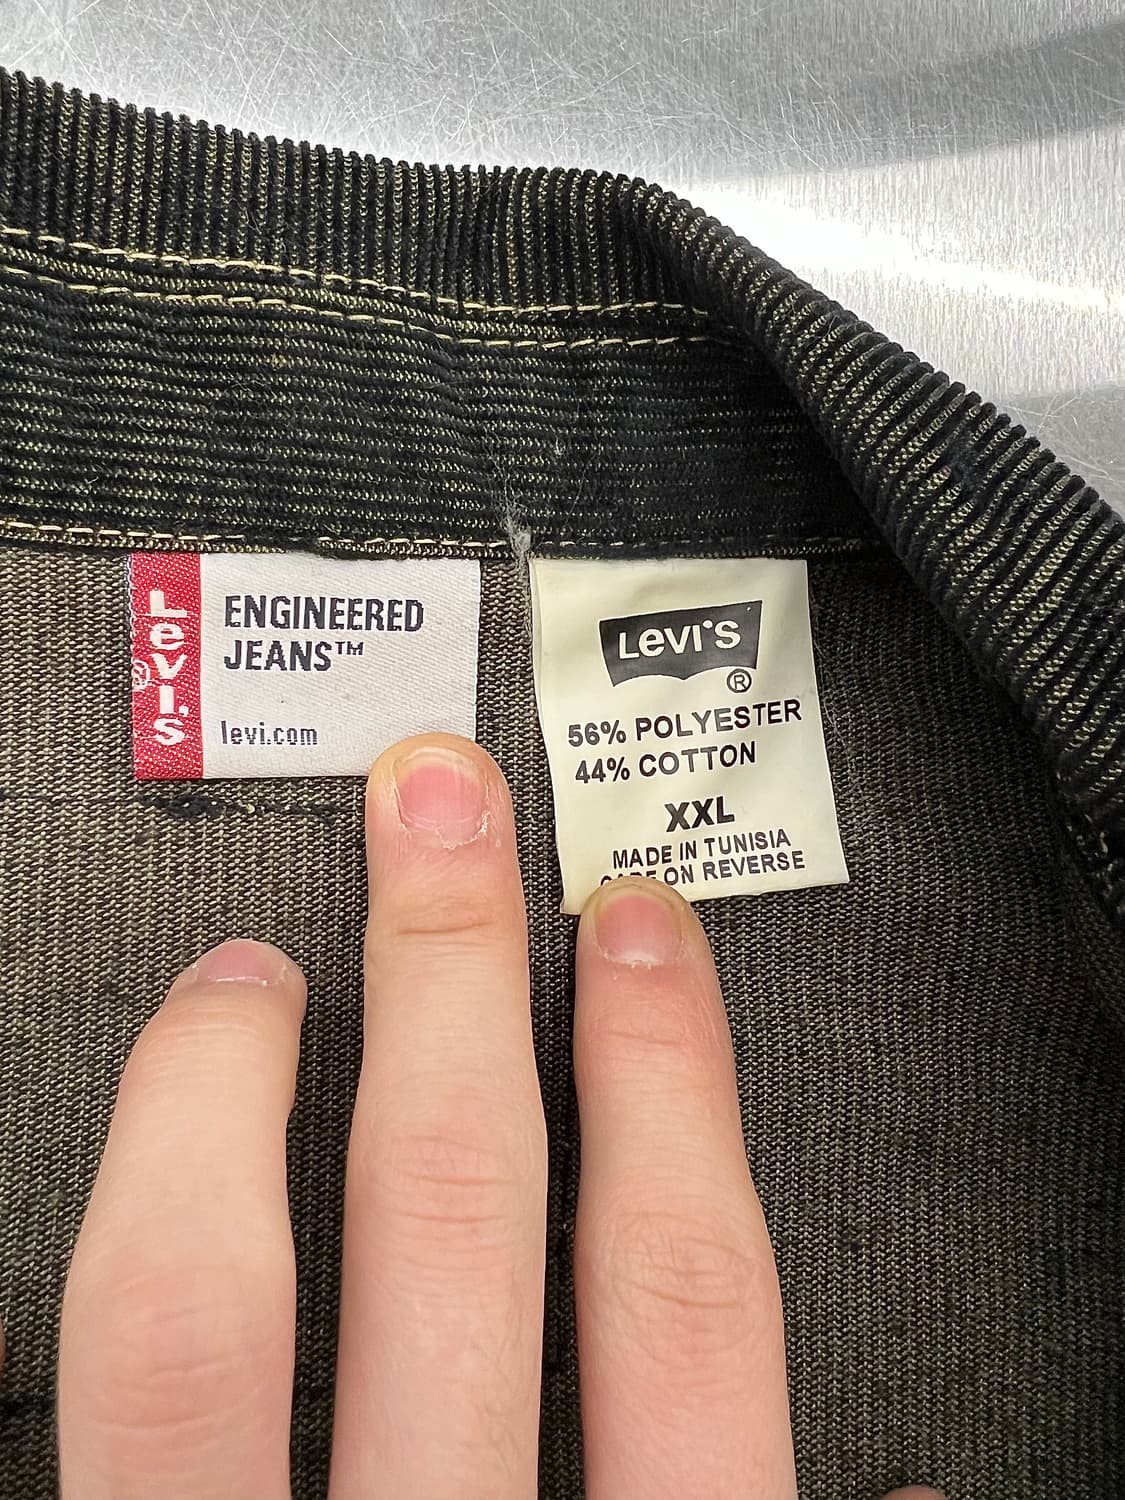 Levi's
ENGINEERED
JEANS™
levi.com
LEVI'S
®
56% POLYESTER
44% COTTON
XXL
MADE IN TUNISIA
CARE ON REVERSE